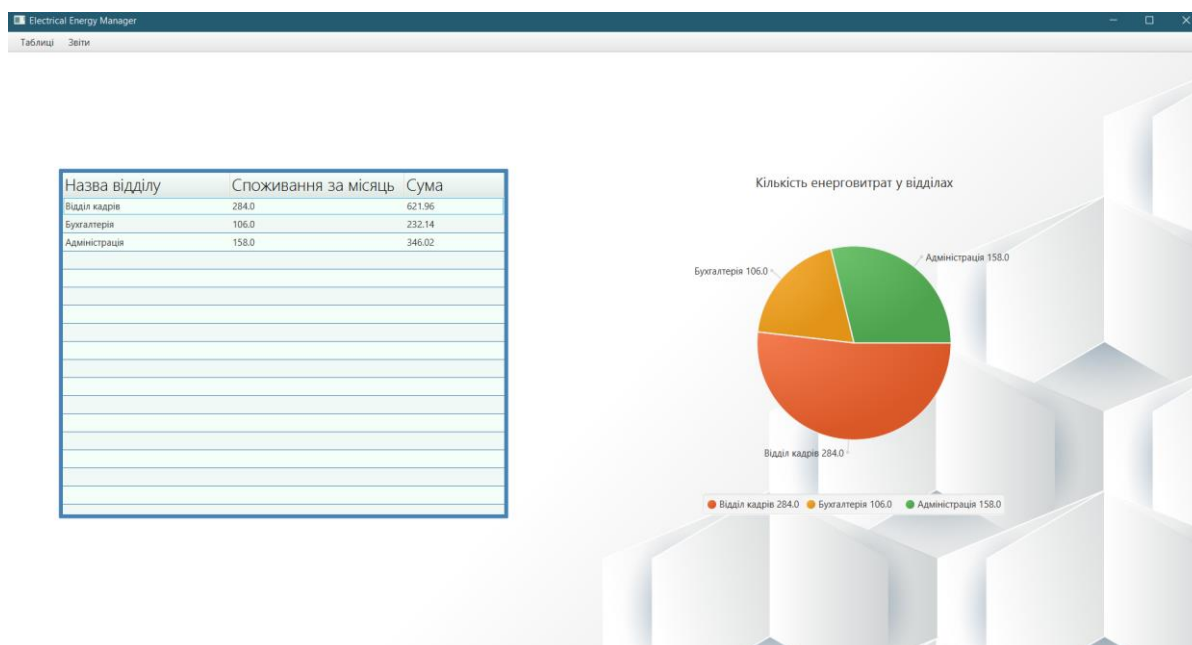 Electrical Energy Manager
Таблиці Звіти
Назва відділу Споживання за місяць Сума
Відділ кадрів 284.0 621.96
Бухгалтерія 106.0 232.14
Адміністрація 158.0 346.02
Кількість енерговитрат у відділах
Адміністрація 158.0
Бухгалтерія 106.0
Відділ кадрів 284.0
Відділ кадрів 284.0 Бухгалтерія 106.0 Адміністрація 158.0